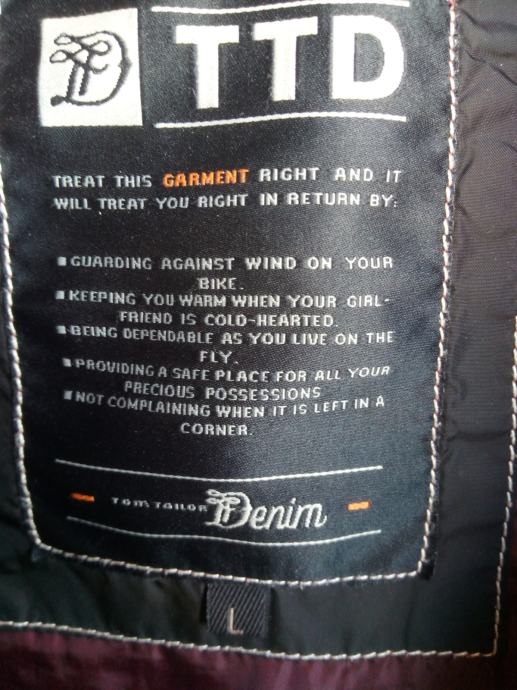 TTD
TREAT THIS GARMENT RIGHT AND IT
WILL TREAT YOU RIGHT IN RETURN BY:
▪GUARDING AGAINST WIND ON YOUR
BIKE.
▪KEEPING YOU WARM WHEN YOUR GIRL-
FRIEND IS COLD-HEARTED.
▪BEING DEPENDABLE AS YOU LIVE ON THE
FLY.
▪PROVIDING A SAFE PLACE FOR ALL YOUR
PRECIOUS POSSESSIONS
▪NOT COMPLAINING WHEN IT IS LEFT IN A
CORNER.
TOM TAILOR Denim
L